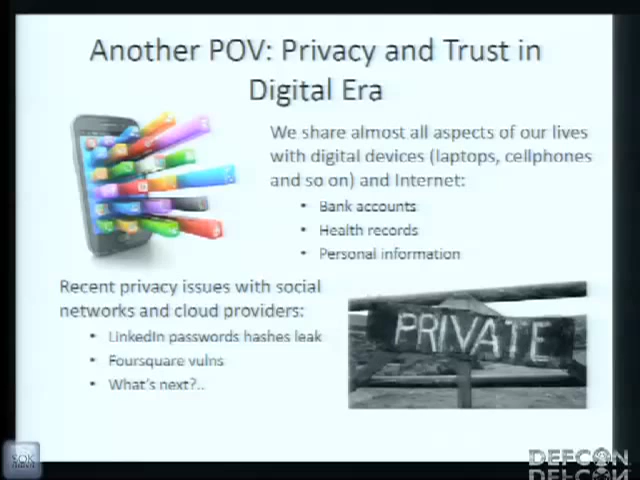 Another POV: Privacy and Trust in
Digital Era
We share almost all aspects of our lives
with digital devices (laptops, cellphones
and so on) and Internet:
• Bank accounts
• Health records
• Personal information
Recent privacy issues with social
networks and cloud providers:
• LinkedIn passwords hashes leak
• Foursquare vulns
• What's next?..
PRIVATE
DEFCON